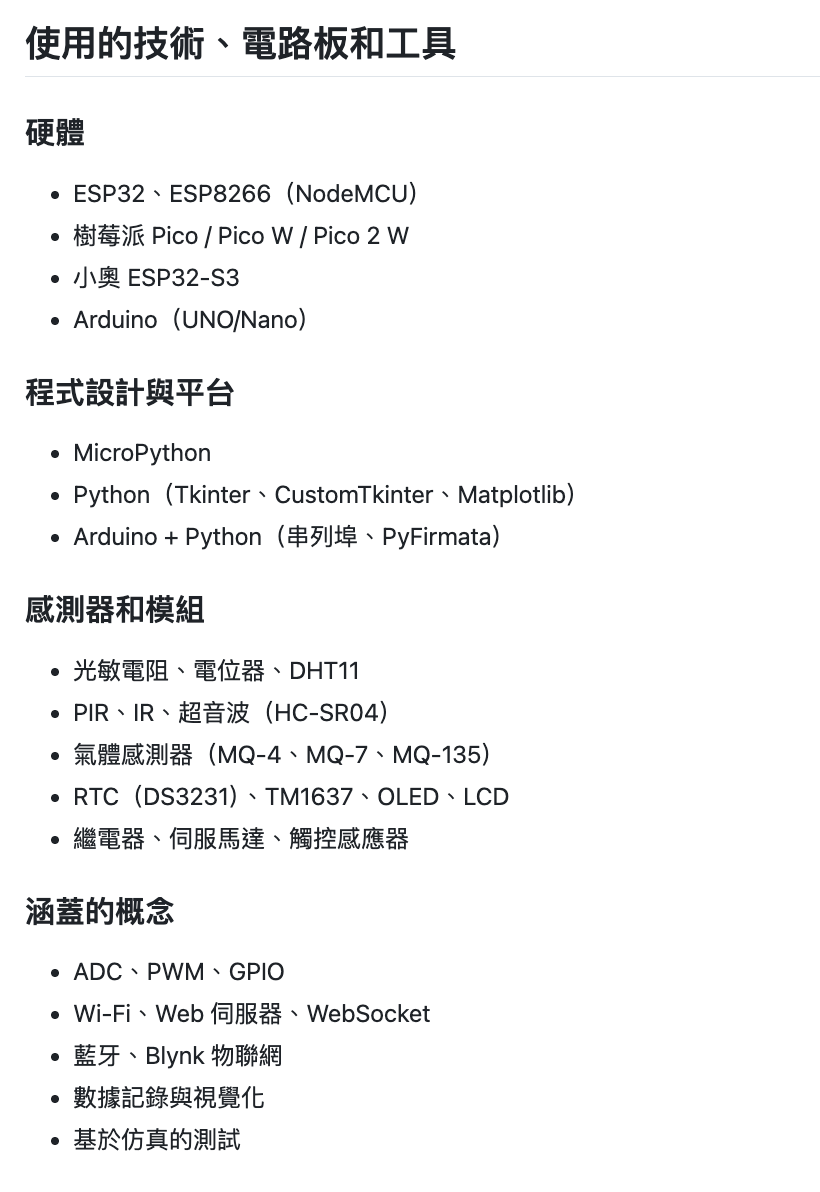 使用的技術、電路板和工具
硬體
ESP32、ESP8266（NodeMCU）
樹莓派 Pico / Pico W / Pico 2 W
小奧 ESP32-S3
Arduino（UNO/Nano）
程式設計與平台
MicroPython
Python（Tkinter、CustomTkinter、Matplotlib）
Arduino + Python（串列埠、PyFirmata）
感測器和模組
光敏電阻、電位器、DHT11
PIR、IR、超音波（HC-SR04）
氣體感測器（MQ-4、MQ-7、MQ-135）
RTC（DS3231）、TM1637、OLED、LCD
繼電器、伺服馬達、觸控感應器
涵蓋的概念
ADC、PWM、GPIO
Wi-Fi、Web 伺服器、WebSocket
藍牙、Blynk 物聯網
數據記錄與視覺化
基於仿真的測試